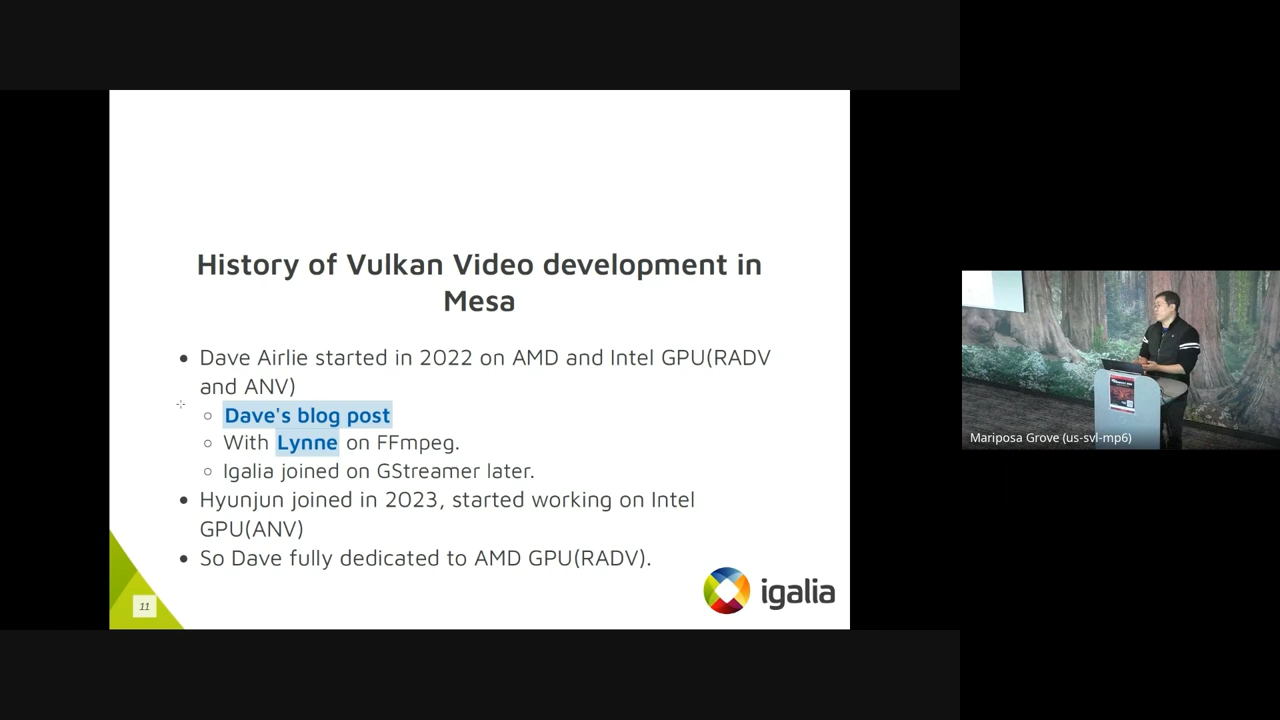 History of Vulkan Video development in
Mesa
• Dave Airlie started in 2022 on AMD and Intel GPU(RADV
and ANV)
○ Dave's blog post
○ With Lynne on FFmpeg.
○ Igalia joined on GStreamer later.
• Hyunjun joined in 2023, started working on Intel
GPU(ANV)
• So Dave fully dedicated to AMD GPU(RADV).
11
igalia
Mariposa Grove (us-svl-mp6)